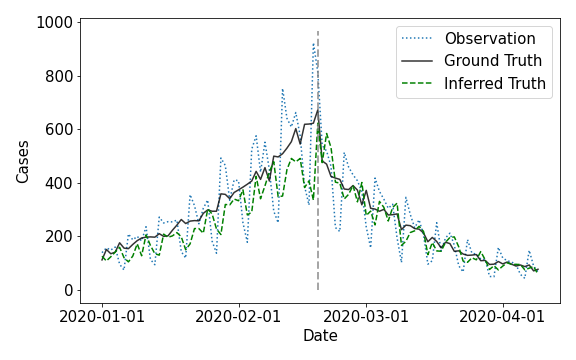 1000
800
600
400
200
0
Cases
Observation
Ground Truth
Inferred Truth
2020-01-01
2020-02-01
2020-03-01
2020-04-01
Date